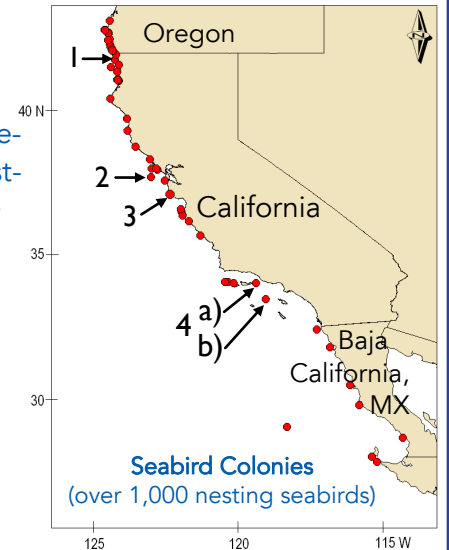 Oregon
1
40 N
e-
st-
2
3
California
35
4 a)
b)
Baja
California,
MX
30
Seabird Colonies
(over 1,000 nesting seabirds)
125 120 115 W